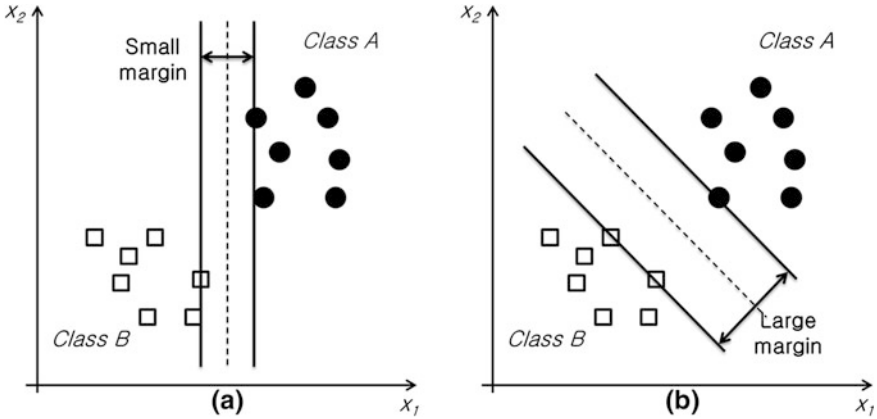 x2
Small
margin
Class A
Class B
(a)
x1
x2
Class A
Class B
Large
margin
(b)
x1